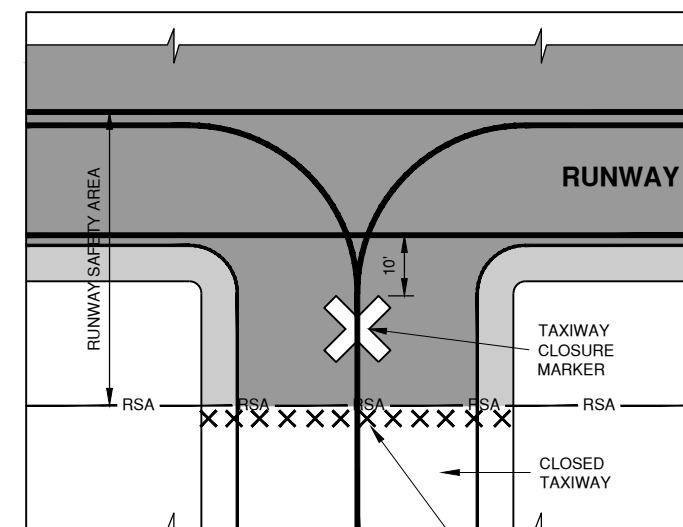 RUNWAY
RUNWAY SAFETY AREA
10'
TAXIWAY
CLOSURE
MARKER
RSA
RSA
RSA
RSA
RSA
CLOSED
TAXIWAY